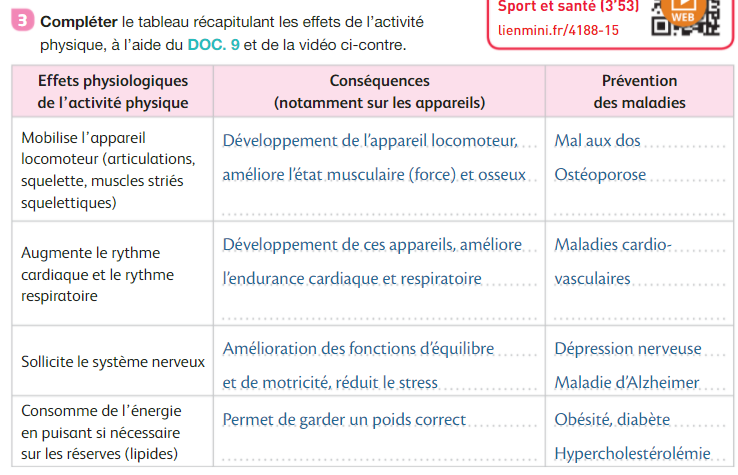 Sport et santé (3'53)
WEB
lienmini.fr/4188-15
3 Compléter le tableau récapitulant les effets de l'activité
physique, à l'aide du DOC. 9 et de la vidéo ci-contre.
Effets physiologiques
de l'activité physique
Conséquences
(notamment sur les appareils)
Prévention
des maladies
Mobilise l'appareil
locomoteur (articulations,
squelette, muscles striés
squelettiques)
Développement de l'appareil locomoteur,
améliore l'état musculaire (force) et osseux
Mal aux dos
Ostéoporose
Augmente le rythme
cardiaque et le rythme
respiratoire
Développement de ces appareils, améliore
l'endurance cardiaque et respiratoire
Maladies cardio-
vasculaires
Sollicite le système nerveux
Amélioration des fonctions d'équilibre
et de motricité, réduit le stress
Dépression nerveuse
Maladie d'Alzheimer
Consomme de l'énergie
en puisant si nécessaire
sur les réserves (lipides)
Permet de garder un poids correct
Obésité, diabète
Hypercholestérolémie